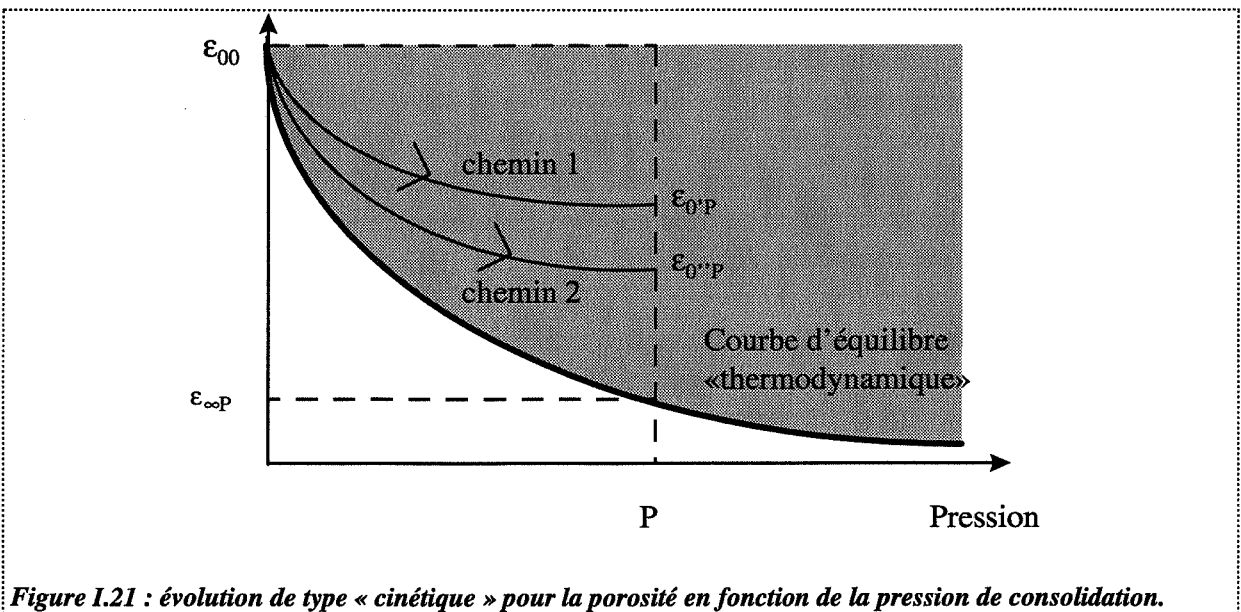 ε00
chemin 1
ε0'P
ε0''P
chemin 2
Courbe d'équilibre
«thermodynamique»
ε∞P
P
Pression
Figure I.21 : évolution de type « cinétique » pour la porosité en fonction de la pression de consolidation.